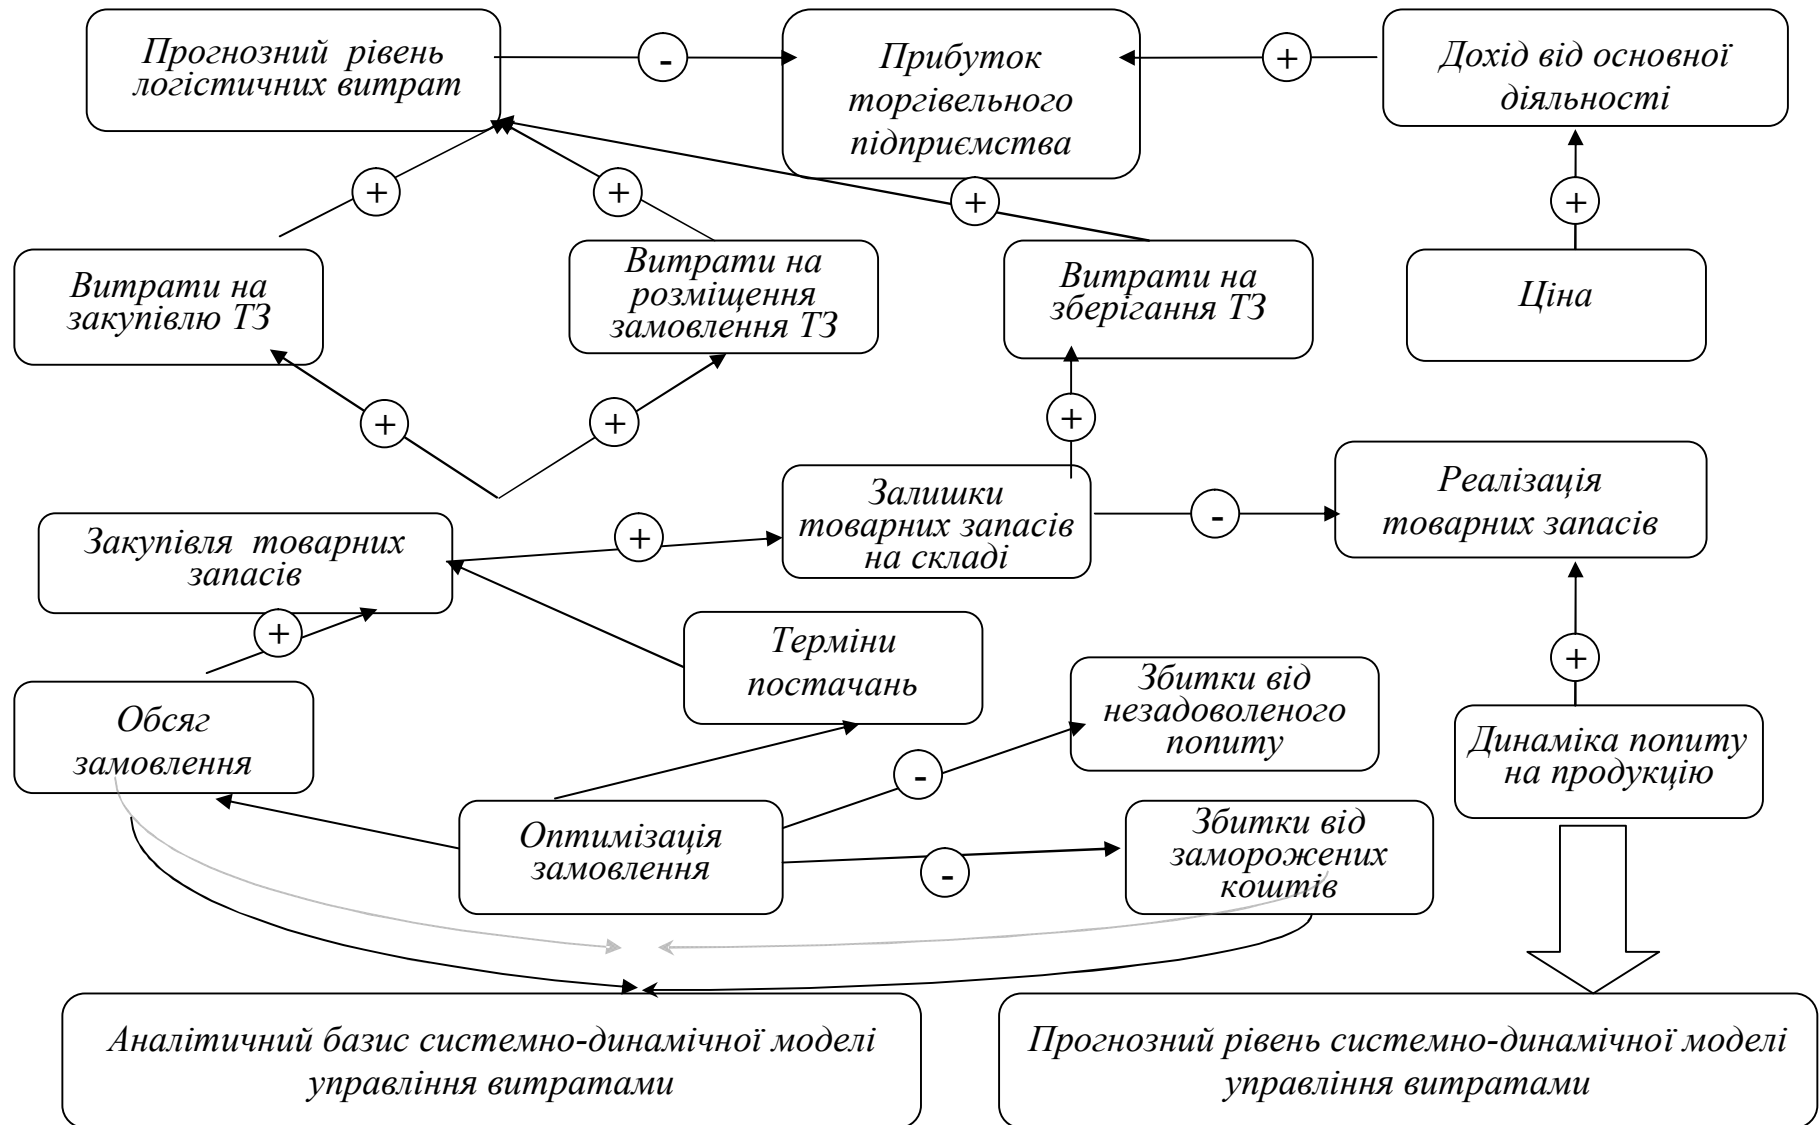 Прогнозний рівень
логістичних витрат
-
Прибуток
торгівельного
підприємства
+
Дохід від основної
діяльності
+
+
+
+
Витрати на
закупівлю ТЗ
Витрати на
розміщення
замовлення ТЗ
Витрати на
зберігання ТЗ
Ціна
+
+
+
Закупівля товарних
запасів
+
Залишки
товарних запасів
на складі
-
Реалізація
товарних запасів
+
Терміни
постачань
+
Обсяг
замовлення
Збитки від
незадоволеного
попиту
Динаміка попиту
на продукцію
-
Оптимізація
замовлення
-
Збитки від
заморожених
коштів
Аналітичний базис системно-динамічної моделі
управління витратами
Прогнозний рівень системно-динамічної моделі
управління витратами